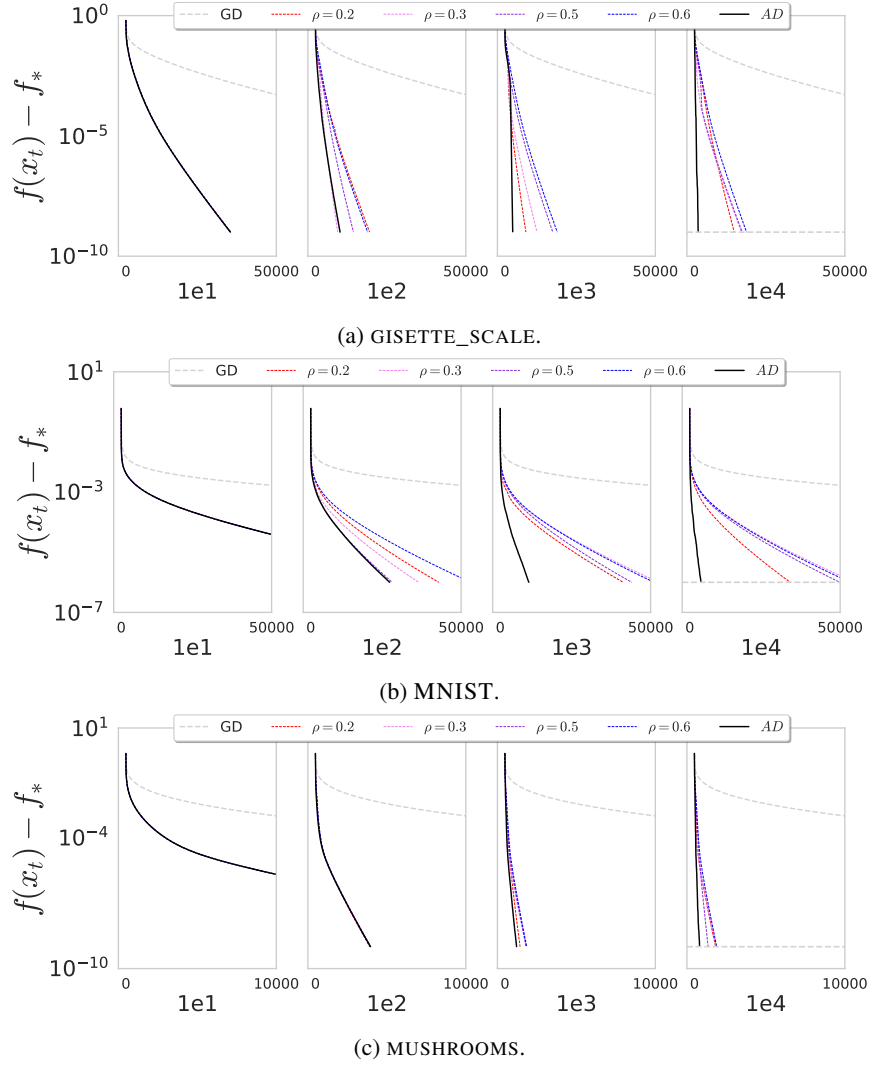 GD ρ = 0.2 ρ = 0.3 ρ = 0.5 ρ = 0.6 AD
10^0
10^-5
10^-10
f(x_t) − f_*
0 50000 0 50000 0 50000 0 50000
1e1 1e2 1e3 1e4
(a) GISETTE_SCALE.
GD ρ = 0.2 ρ = 0.3 ρ = 0.5 ρ = 0.6 AD
10^1
10^-3
10^-7
f(x_t) − f_*
0 50000 0 50000 0 50000 0 50000
1e1 1e2 1e3 1e4
(b) MNIST.
GD ρ = 0.2 ρ = 0.3 ρ = 0.5 ρ = 0.6 AD
10^1
10^-4
10^-10
f(x_t) − f_*
0 10000 0 10000 0 10000 0 10000
1e1 1e2 1e3 1e4
(c) MUSHROOMS.